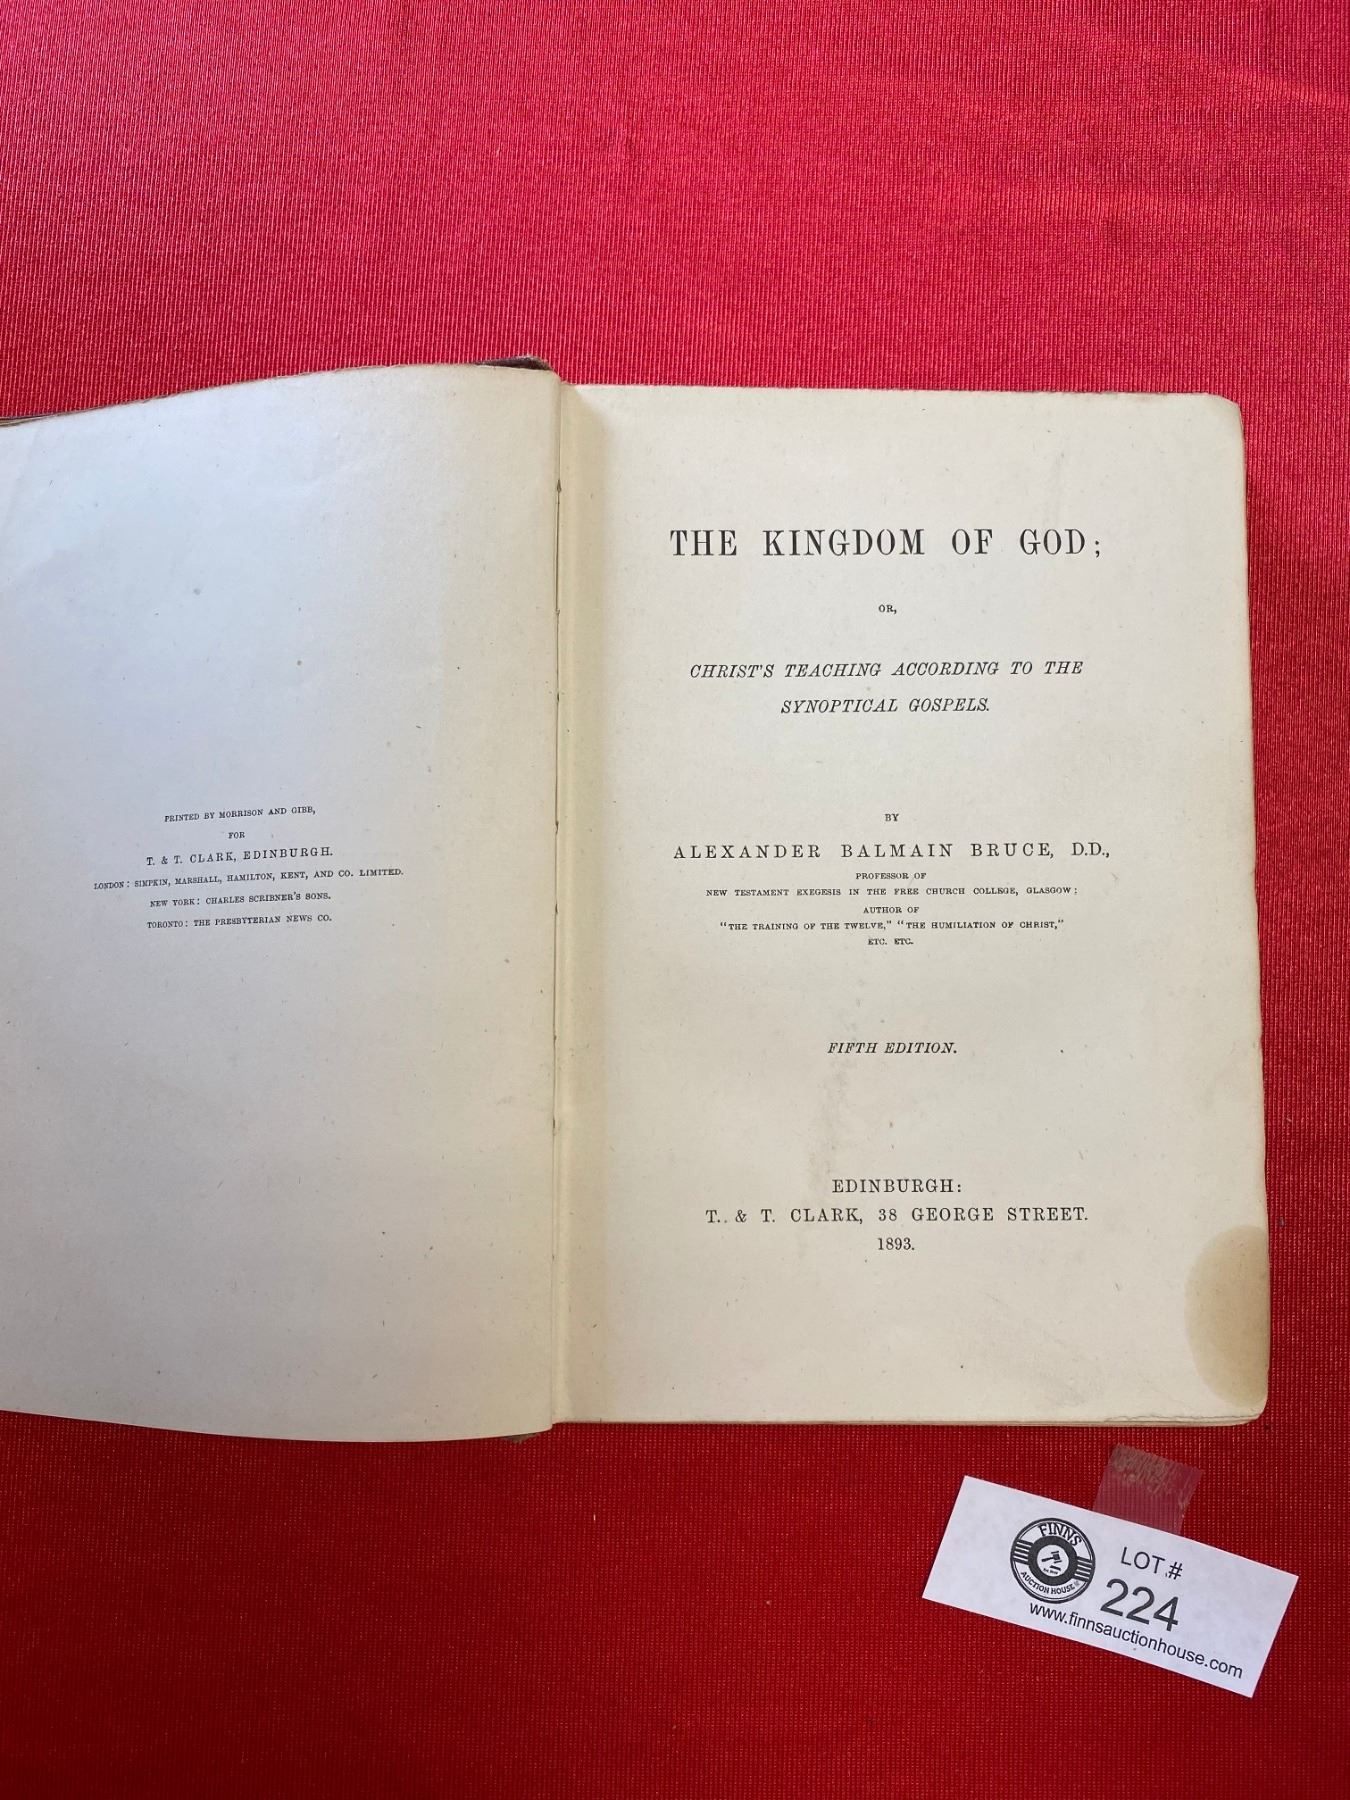 PRINTED BY MORRISON AND GIBB,
FOR
T. & T. CLARK, EDINBURGH.
LONDON: SIMPKIN, MARSHALL, HAMILTON, KENT, AND CO. LIMITED.
NEW YORK: CHARLES SCRIBNER'S SONS.
TORONTO: THE PRESBYTERIAN NEWS CO.
THE KINGDOM OF GOD;
OR,
CHRIST'S TEACHING ACCORDING TO THE
SYNOPTICAL GOSPELS.
BY
ALEXANDER BALMAIN BRUCE, D.D.,
PROFESSOR OF
NEW TESTAMENT EXEGESIS IN THE FREE CHURCH COLLEGE, GLASGOW;
AUTHOR OF
"THE TRAINING OF THE TWELVE," "THE HUMILIATION OF CHRIST,"
ETC. ETC.
FIFTH EDITION.
EDINBURGH:
T. & T. CLARK, 38 GEORGE STREET.
1893.
FINNS
AUCTION HOUSE
LOT #
224
www.finnsauctionhouse.com